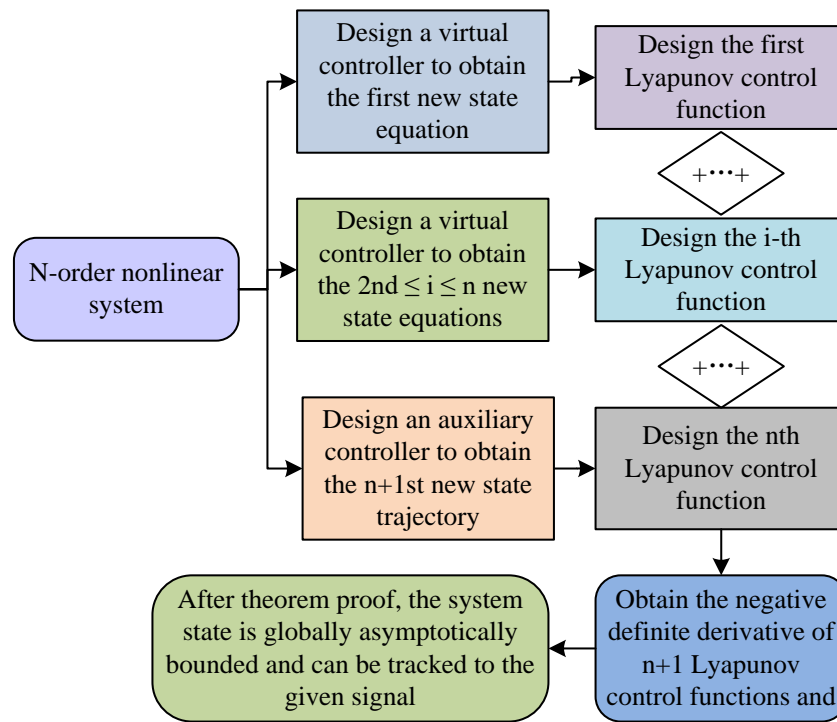 Design a virtual
controller to obtain
the first new state
equation
Design the first
Lyapunov control
function
+···+
N-order nonlinear
system
Design a virtual
controller to obtain
the 2nd ≤ i ≤ n new
state equations
Design the i-th
Lyapunov control
function
+···+
Design an auxiliary
controller to obtain
the n+1st new state
trajectory
Design the nth
Lyapunov control
function
After theorem proof, the system
state is globally asymptotically
bounded and can be tracked to the
given signal
Obtain the negative
definite derivative of
n+1 Lyapunov
control functions and